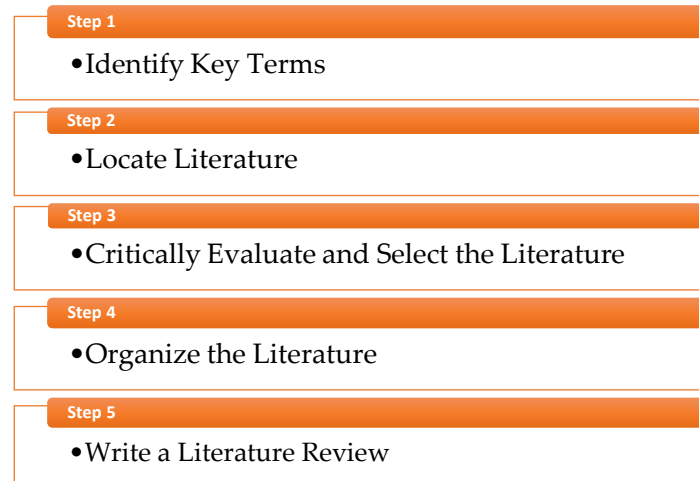 Step 1
•Identify Key Terms
Step 2
•Locate Literature
Step 3
•Critically Evaluate and Select the Literature
Step 4
•Organize the Literature
Step 5
•Write a Literature Review